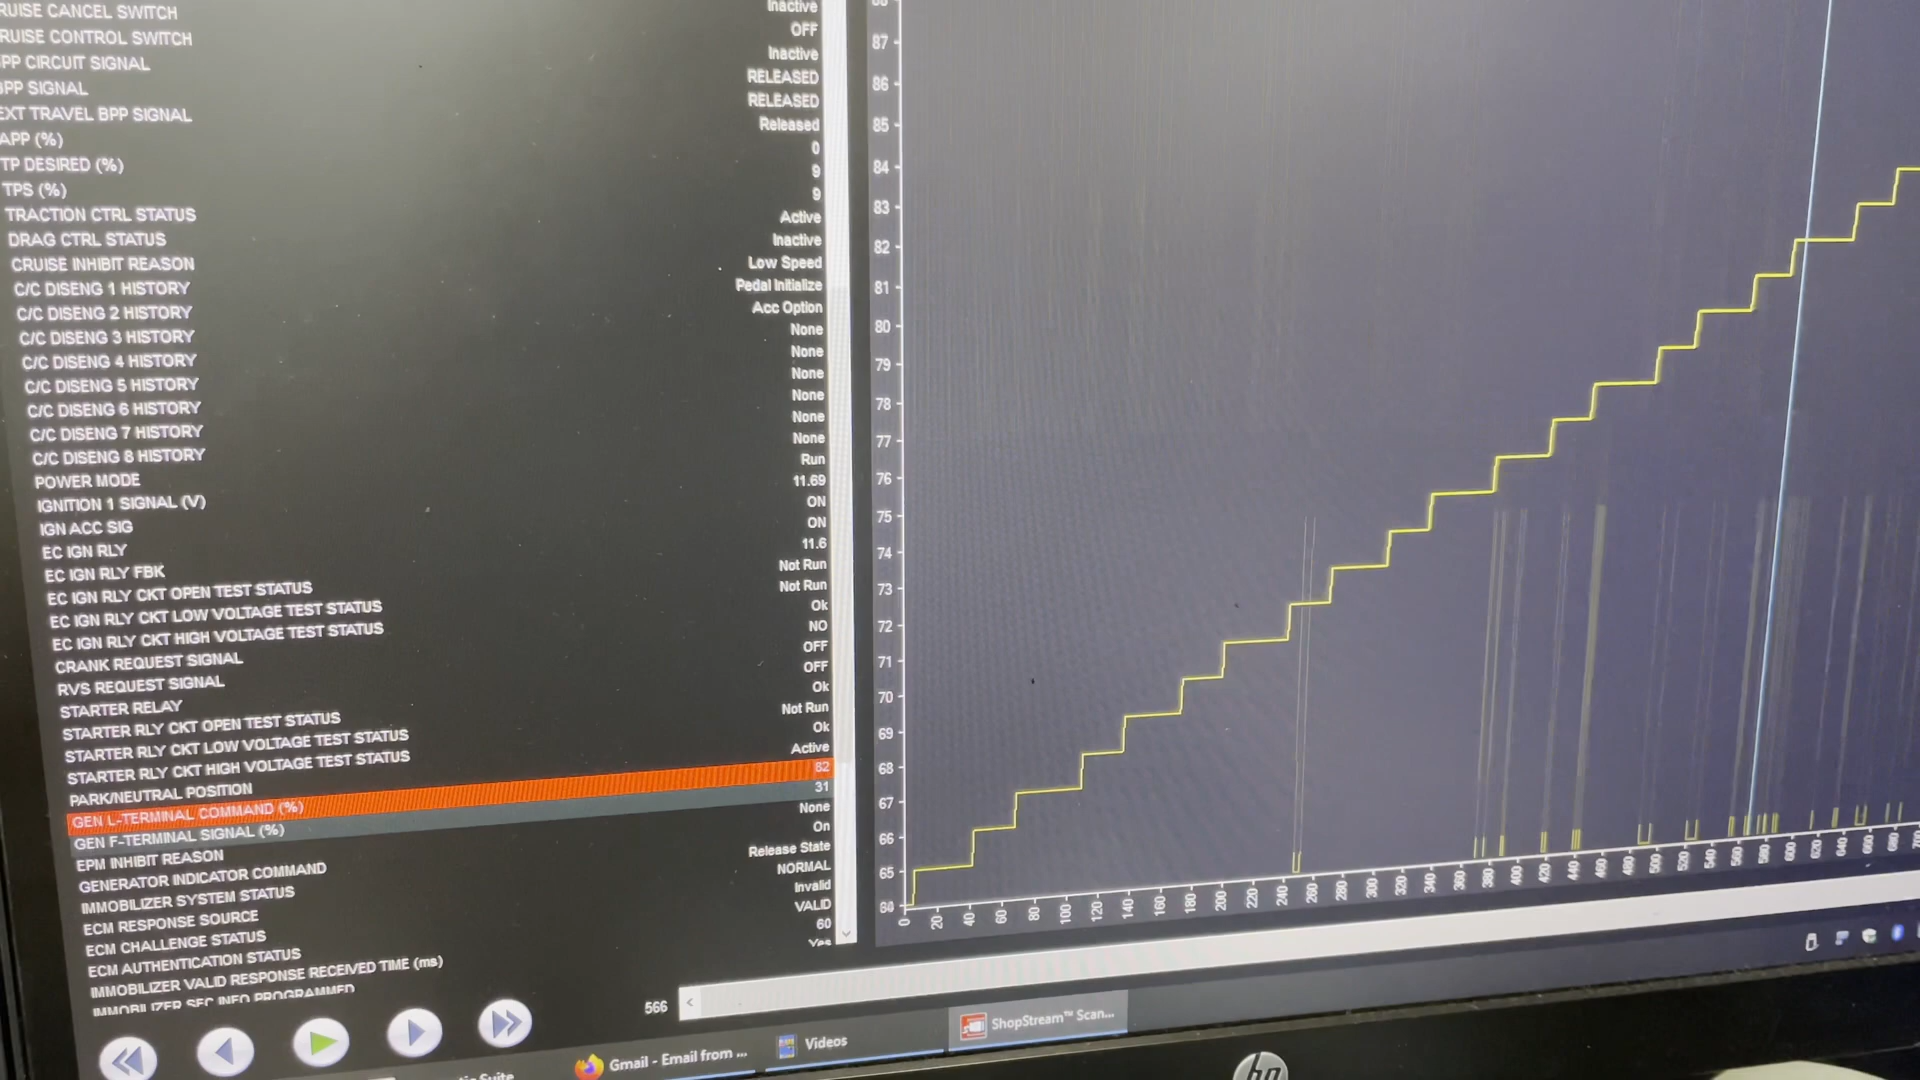 Inactive
RUISE CANCEL SWITCH OFF
RUISE CONTROL SWITCH Inactive
PP CIRCUIT SIGNAL RELEASED
PP SIGNAL RELEASED
EXT TRAVEL BPP SIGNAL Released
APP (%) 0
TP DESIRED (%) 9
TPS (%) 9
TRACTION CTRL STATUS Active
DRAG CTRL STATUS Inactive
CRUISE INHIBIT REASON Low Speed
C/C DISENG 1 HISTORY Pedal Initialize
C/C DISENG 2 HISTORY Acc Option
C/C DISENG 3 HISTORY None
C/C DISENG 4 HISTORY None
C/C DISENG 5 HISTORY None
C/C DISENG 6 HISTORY None
C/C DISENG 7 HISTORY None
C/C DISENG 8 HISTORY None
POWER MODE Run
IGNITION 1 SIGNAL (V) 11.69
IGN ACC SIG ON
EC IGN RLY ON
EC IGN RLY FBK 11.6
EC IGN RLY CKT OPEN TEST STATUS Not Run
EC IGN RLY CKT LOW VOLTAGE TEST STATUS Not Run
EC IGN RLY CKT HIGH VOLTAGE TEST STATUS Ok
CRANK REQUEST SIGNAL NO
RVS REQUEST SIGNAL OFF
STARTER RELAY OFF
STARTER RLY CKT OPEN TEST STATUS Ok
STARTER RLY CKT LOW VOLTAGE TEST STATUS Not Run
STARTER RLY CKT HIGH VOLTAGE TEST STATUS Ok
PARK/NEUTRAL POSITION Active
GEN L-TERMINAL COMMAND (%) 82
GEN F-TERMINAL SIGNAL (%) 31
EPM INHIBIT REASON None
GENERATOR INDICATOR COMMAND On
IMMOBILIZER SYSTEM STATUS Release State
ECM RESPONSE SOURCE NORMAL
ECM CHALLENGE STATUS Invalid
ECM AUTHENTICATION STATUS VALID
IMMOBILIZER VALID RESPONSE RECEIVED TIME (ms) 60
IMMOBILIZER SEC INFO PROGRAMMED Yes
87
86
85
84
83
82
81
80
79
78
77
76
75
74
73
72
71
70
69
68
67
66
65
0 20 40 60 80 100 120 140 160 180 200 220 240 260 280 300 320 340 360 380 400 420 440 460 480 500 520 540 560 580 600 620 640 660 680
566
Suite
Gmail - Email from ...
Videos
ShopStream™ Scan...
hp